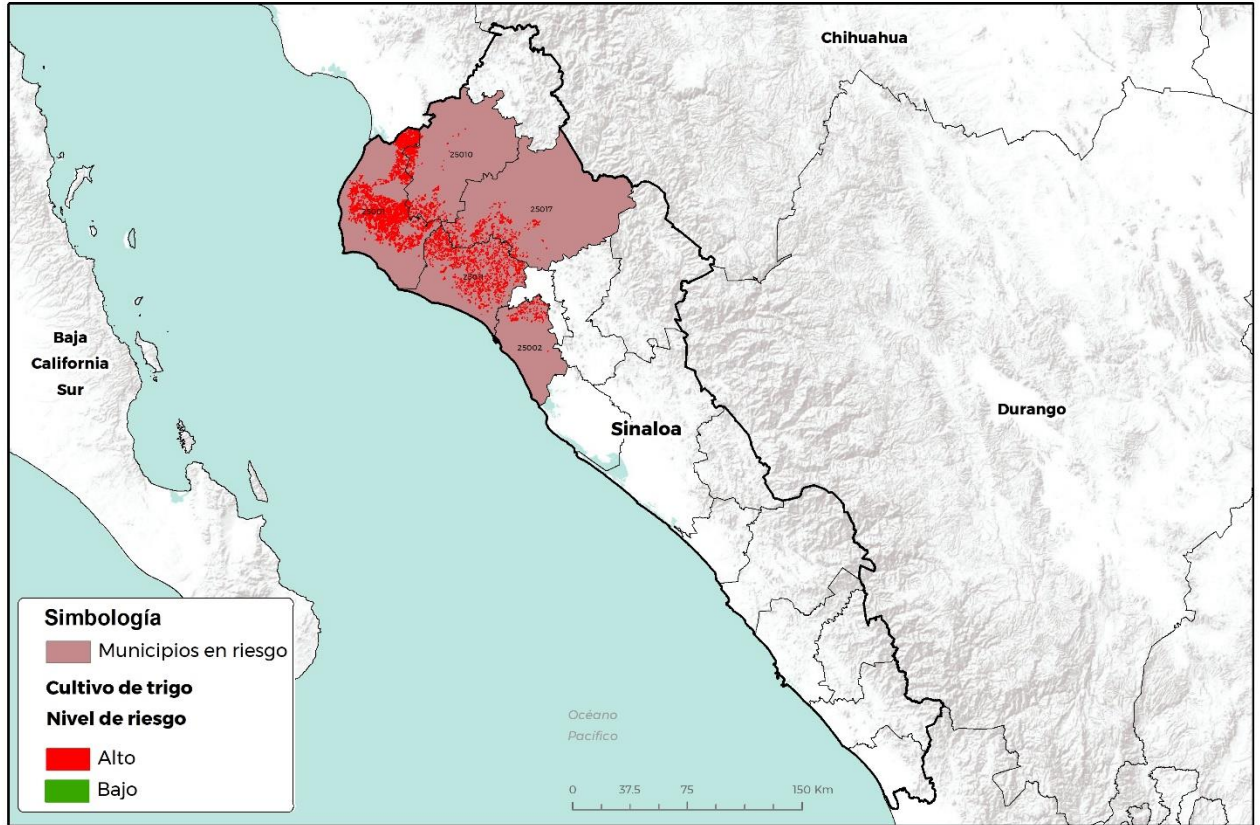 Chihuahua
25010
25017
25011
25002
Baja
California
Sur
Sinaloa
Durango
Simbología
Municipios en riesgo
Cultivo de trigo
Nivel de riesgo
Alto
Bajo
Océano
Pacífico
0 37.5 75 150 Km